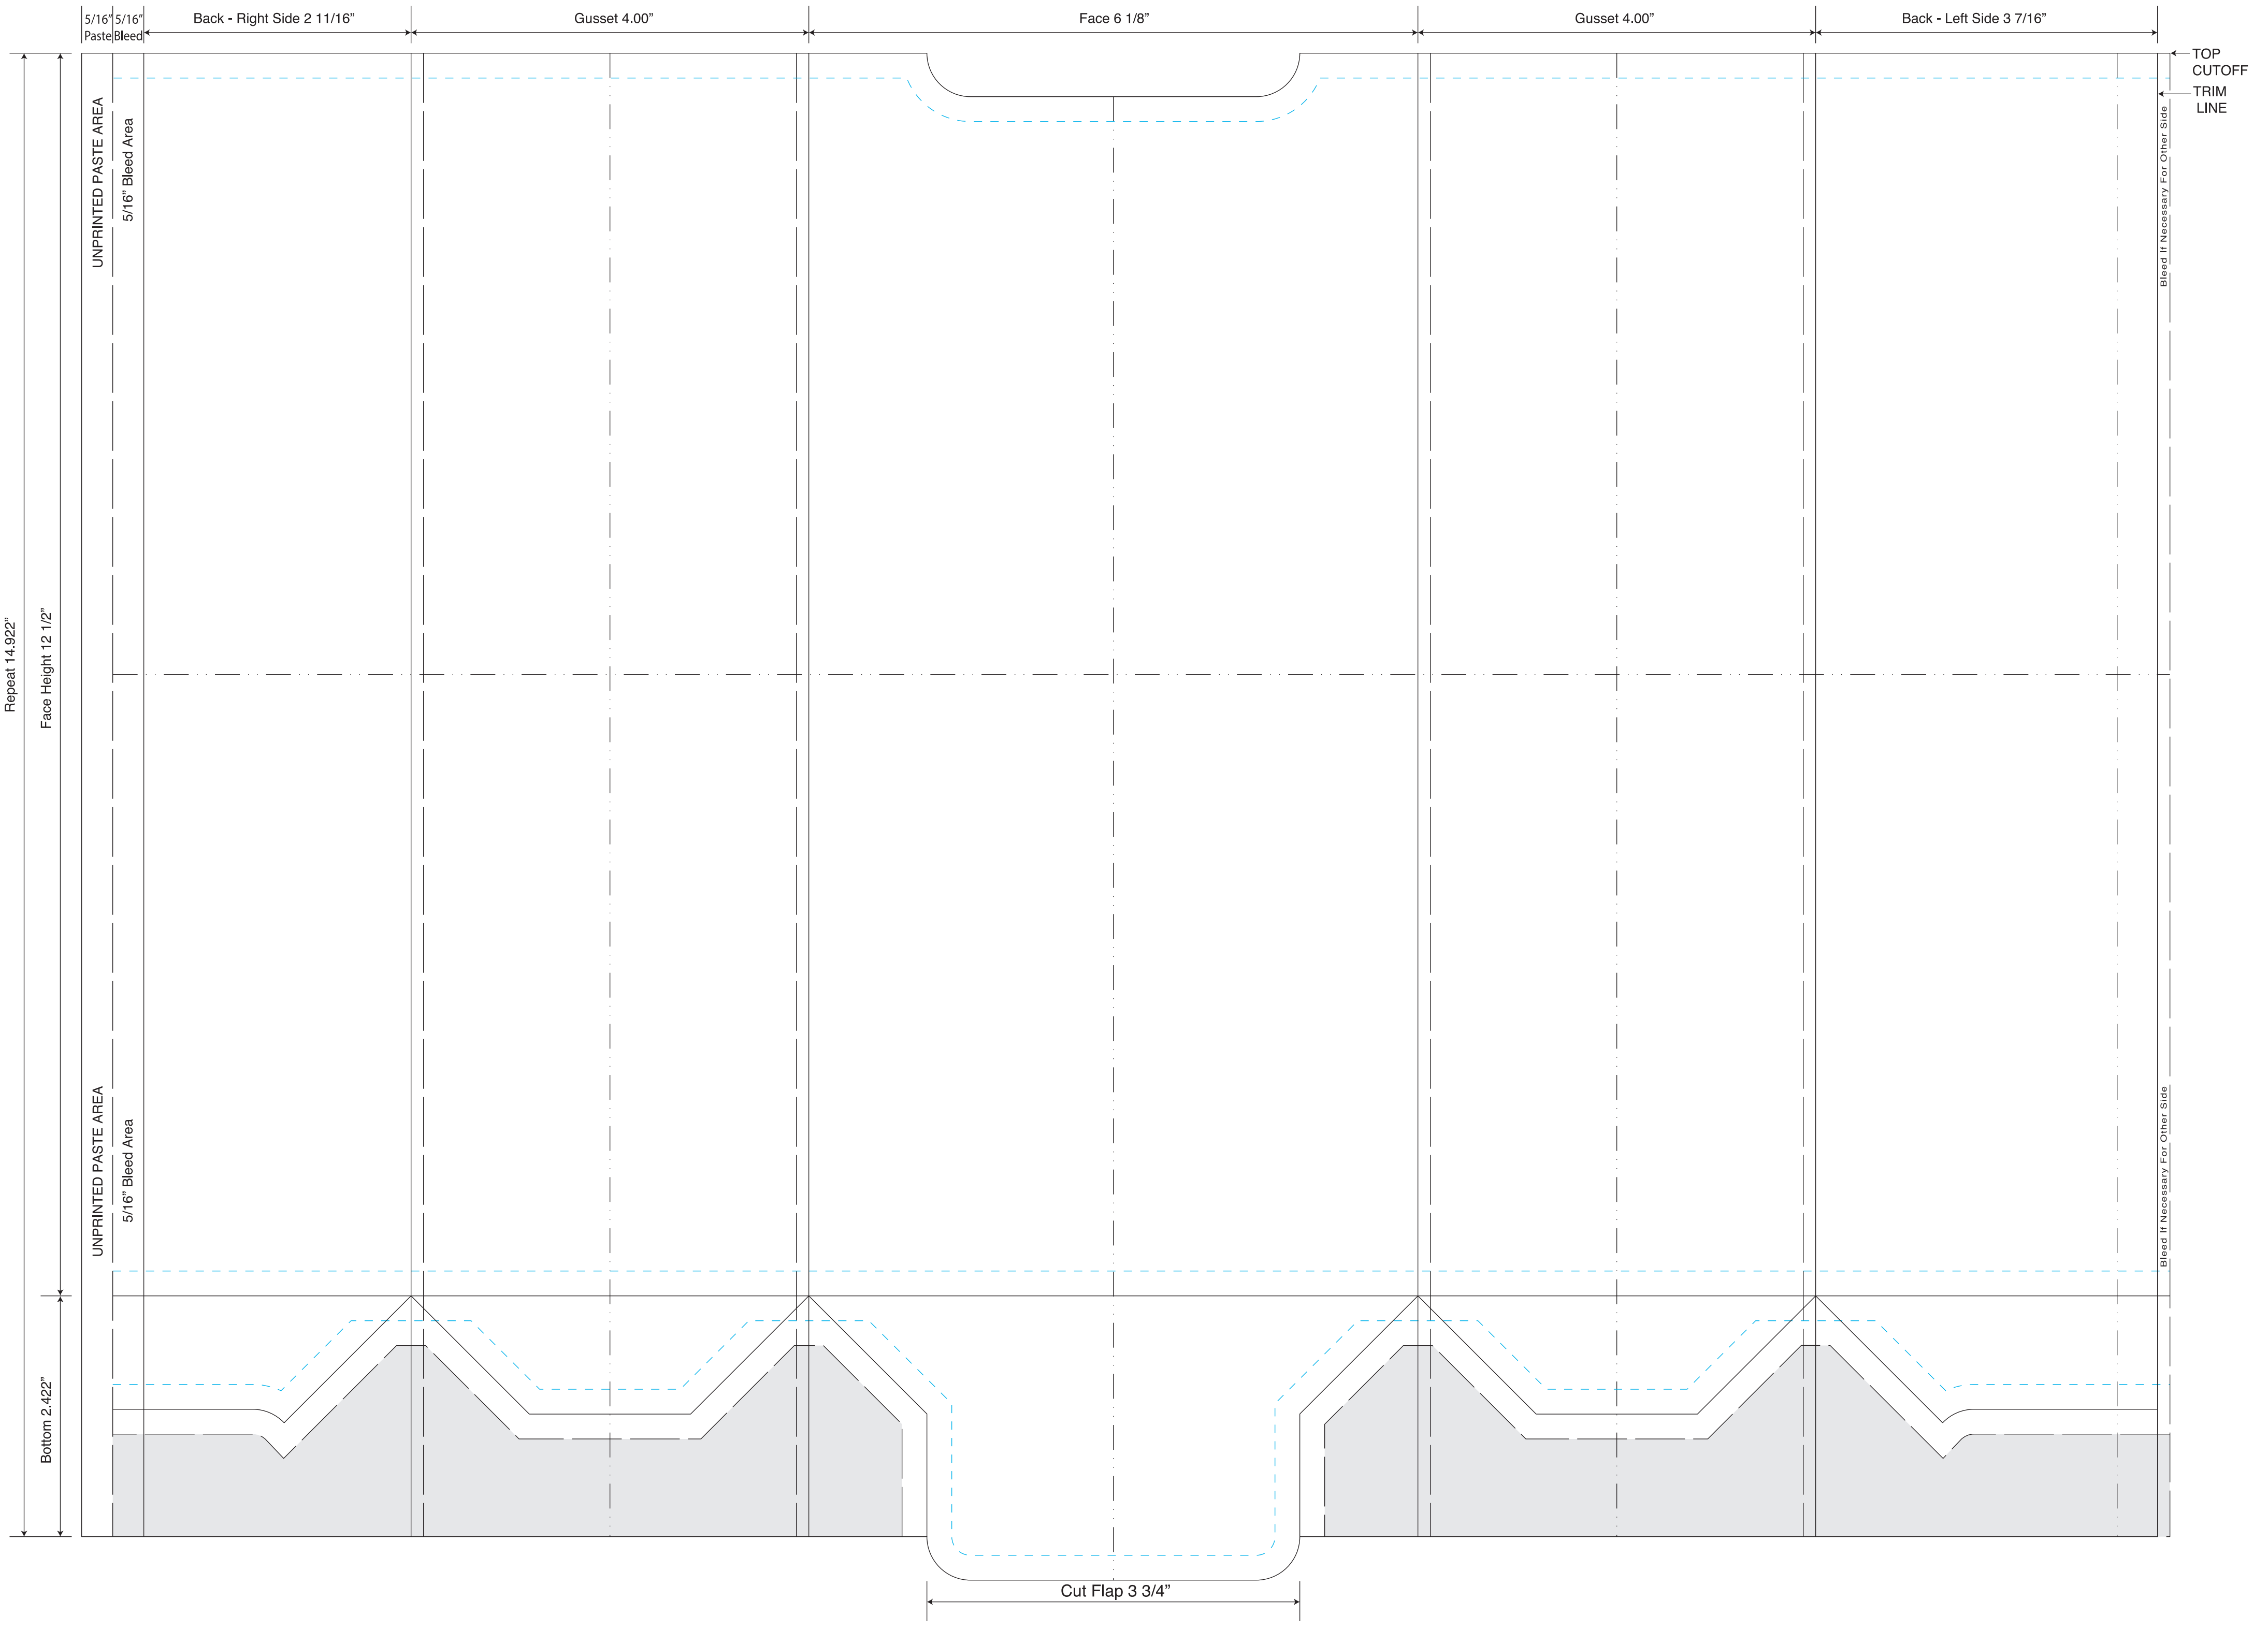 5/16” 5/16”
Paste Bleed
Back - Right Side 2 11/16”
Gusset 4.00”
Face 6 1/8”
Gusset 4.00”
Back - Left Side 3 7/16”
TOP
CUTOFF
TRIM
LINE
UNPRINTED PASTE AREA
5/16” Bleed Area
Bleed If Necessary For Other Side
Repeat 14.922”
Face Height 12 1/2”
UNPRINTED PASTE AREA
5/16” Bleed Area
Bleed If Necessary For Other Side
Bottom 2.422”
Cut Flap 3 3/4”